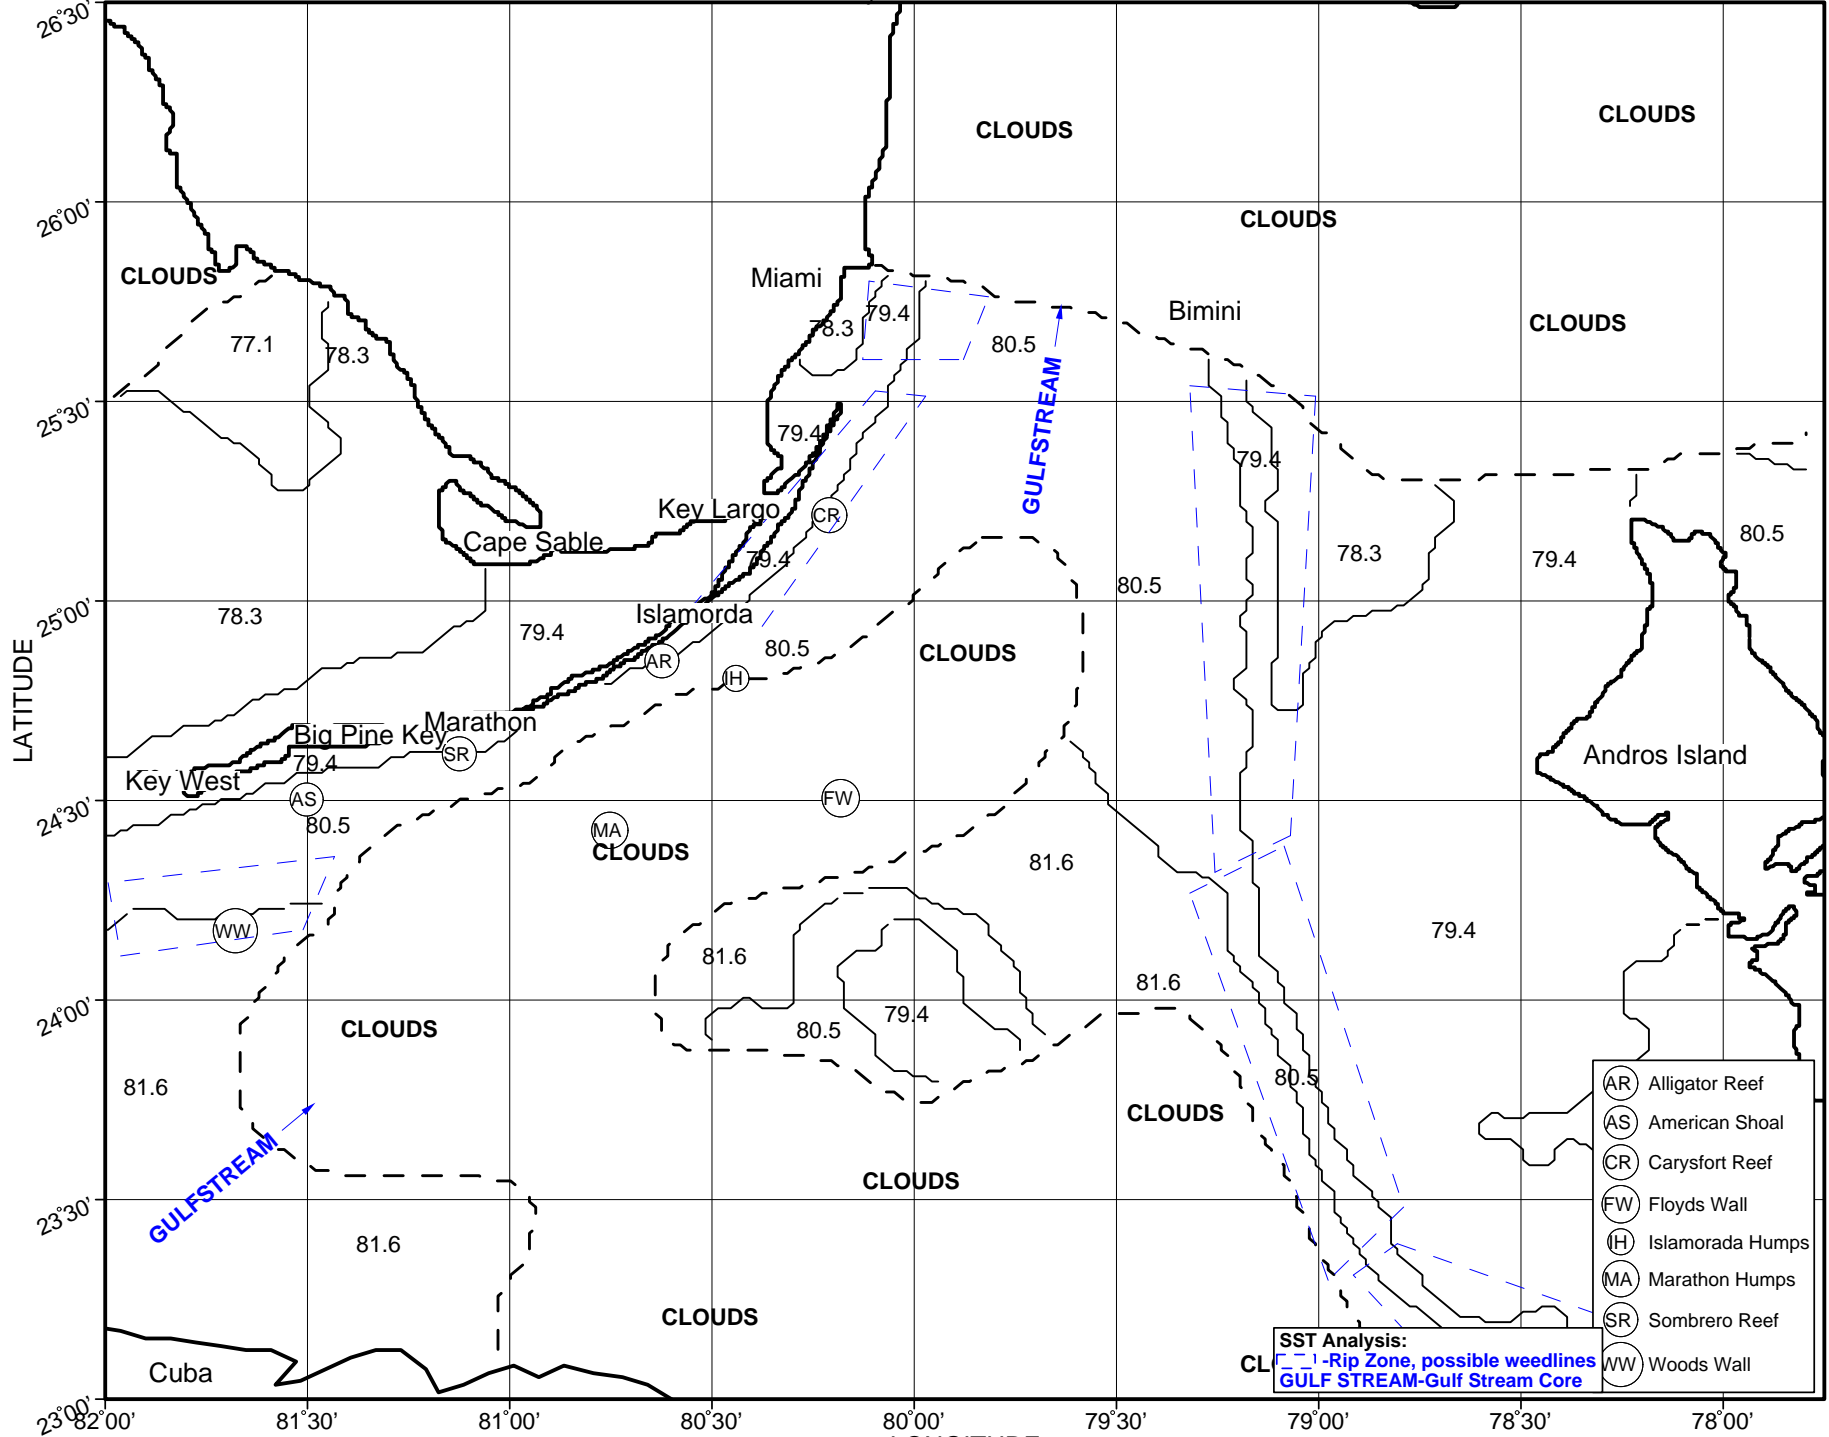 26°30'
CLOUDS
CLOUDS
26°00'
CLOUDS
CLOUDS
Miami
79.4
Bimini
78.3
CLOUDS
77.1
78.3
80.5
GULFSTREAM
25°30'
79.4
79.4
Key Largo
CR
Cape Sable
80.5
79.4
78.3
79.4
80.5
25°00'
78.3
Islamorda
79.4
80.5
CLOUDS
LATITUDE
AR
IH
Marathon
Big Pine Key
SR
Andros Island
79.4
Key West
AS
FW
24°30'
80.5
MA
CLOUDS
81.6
WW
79.4
81.6
81.6
24°00'
79.4
CLOUDS
80.5
80.5
81.6
CLOUDS
GULFSTREAM
CLOUDS
23°30'
81.6
CLOUDS
Cuba
AR Alligator Reef
AS American Shoal
CR Carysfort Reef
FW Floyds Wall
IH Islamorada Humps
MA Marathon Humps
SR Sombrero Reef
WW Woods Wall
SST Analysis:
-Rip Zone, possible weedlines
GULF STREAM-Gulf Stream Core
23°00'
82°00' 81°30' 81°00' 80°30' 80°00' 79°30' 79°00' 78°30' 78°00'